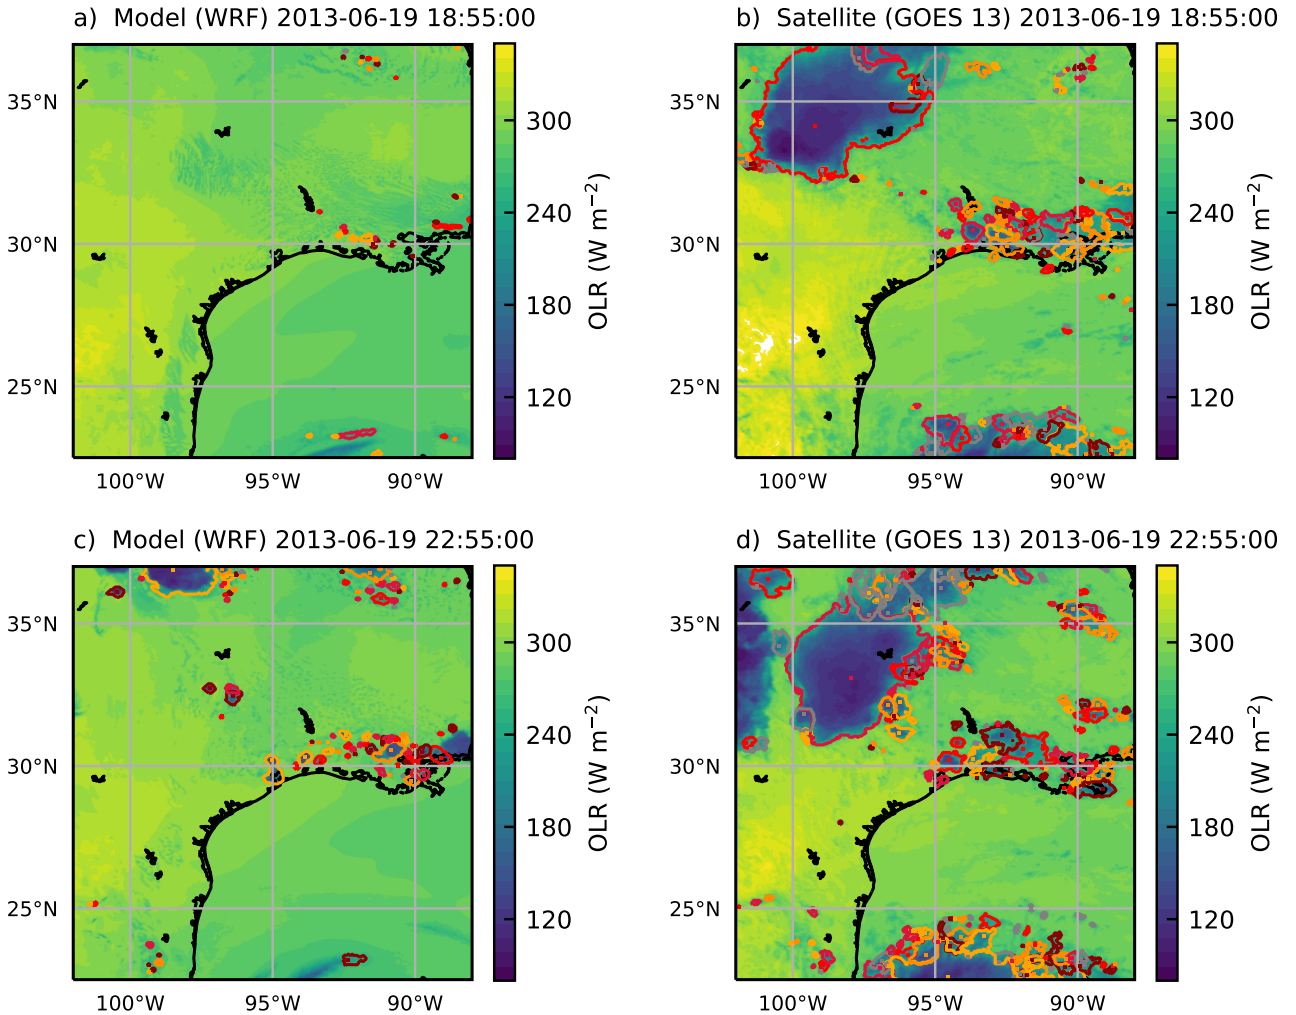 a)  Model (WRF) 2013-06-19 18:55:00
35°N
30°N
25°N
100°W 95°W 90°W
300
240
180
120
OLR (W m⁻²)
b)  Satellite (GOES 13) 2013-06-19 18:55:00
35°N
30°N
25°N
100°W 95°W 90°W
300
240
180
120
OLR (W m⁻²)
c)  Model (WRF) 2013-06-19 22:55:00
35°N
30°N
25°N
100°W 95°W 90°W
300
240
180
120
OLR (W m⁻²)
d)  Satellite (GOES 13) 2013-06-19 22:55:00
35°N
30°N
25°N
100°W 95°W 90°W
300
240
180
120
OLR (W m⁻²)